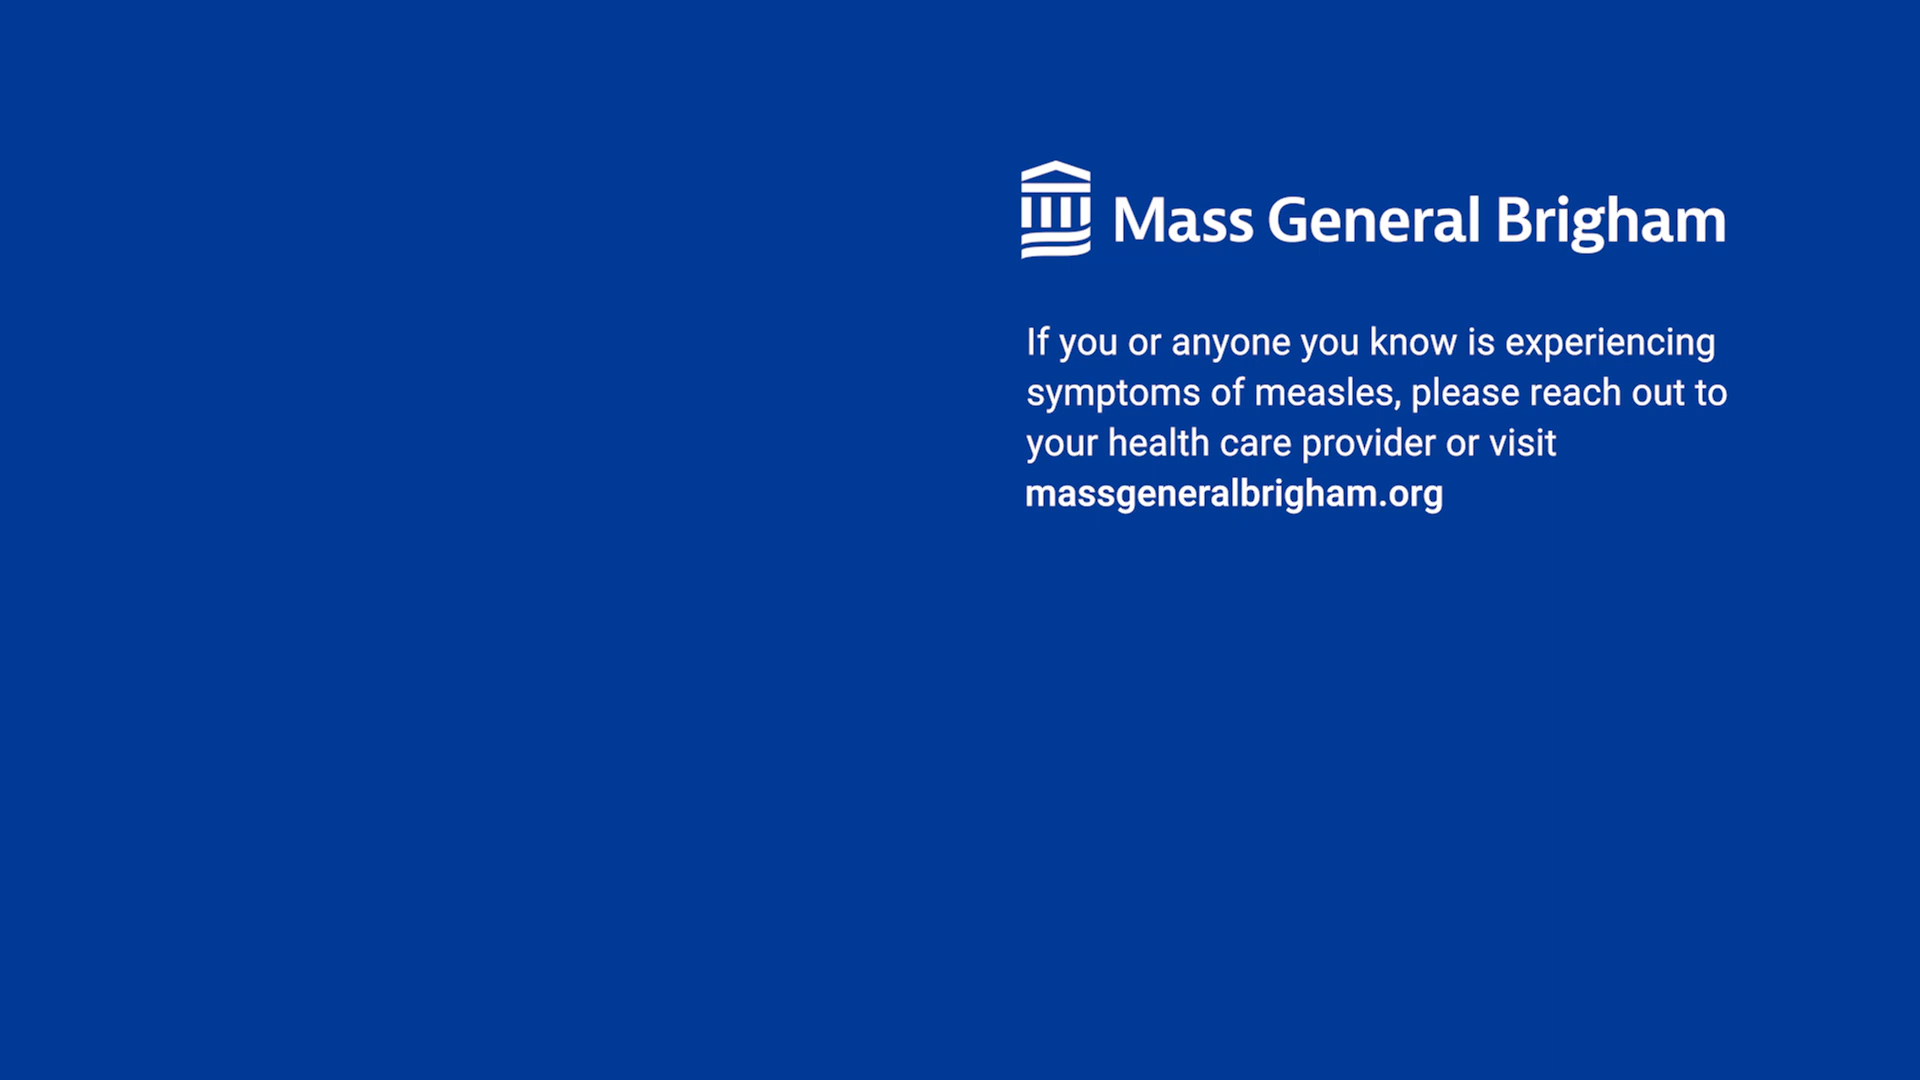 Mass General Brigham
If you or anyone you know is experiencing
symptoms of measles, please reach out to
your health care provider or visit
massgeneralbrigham.org